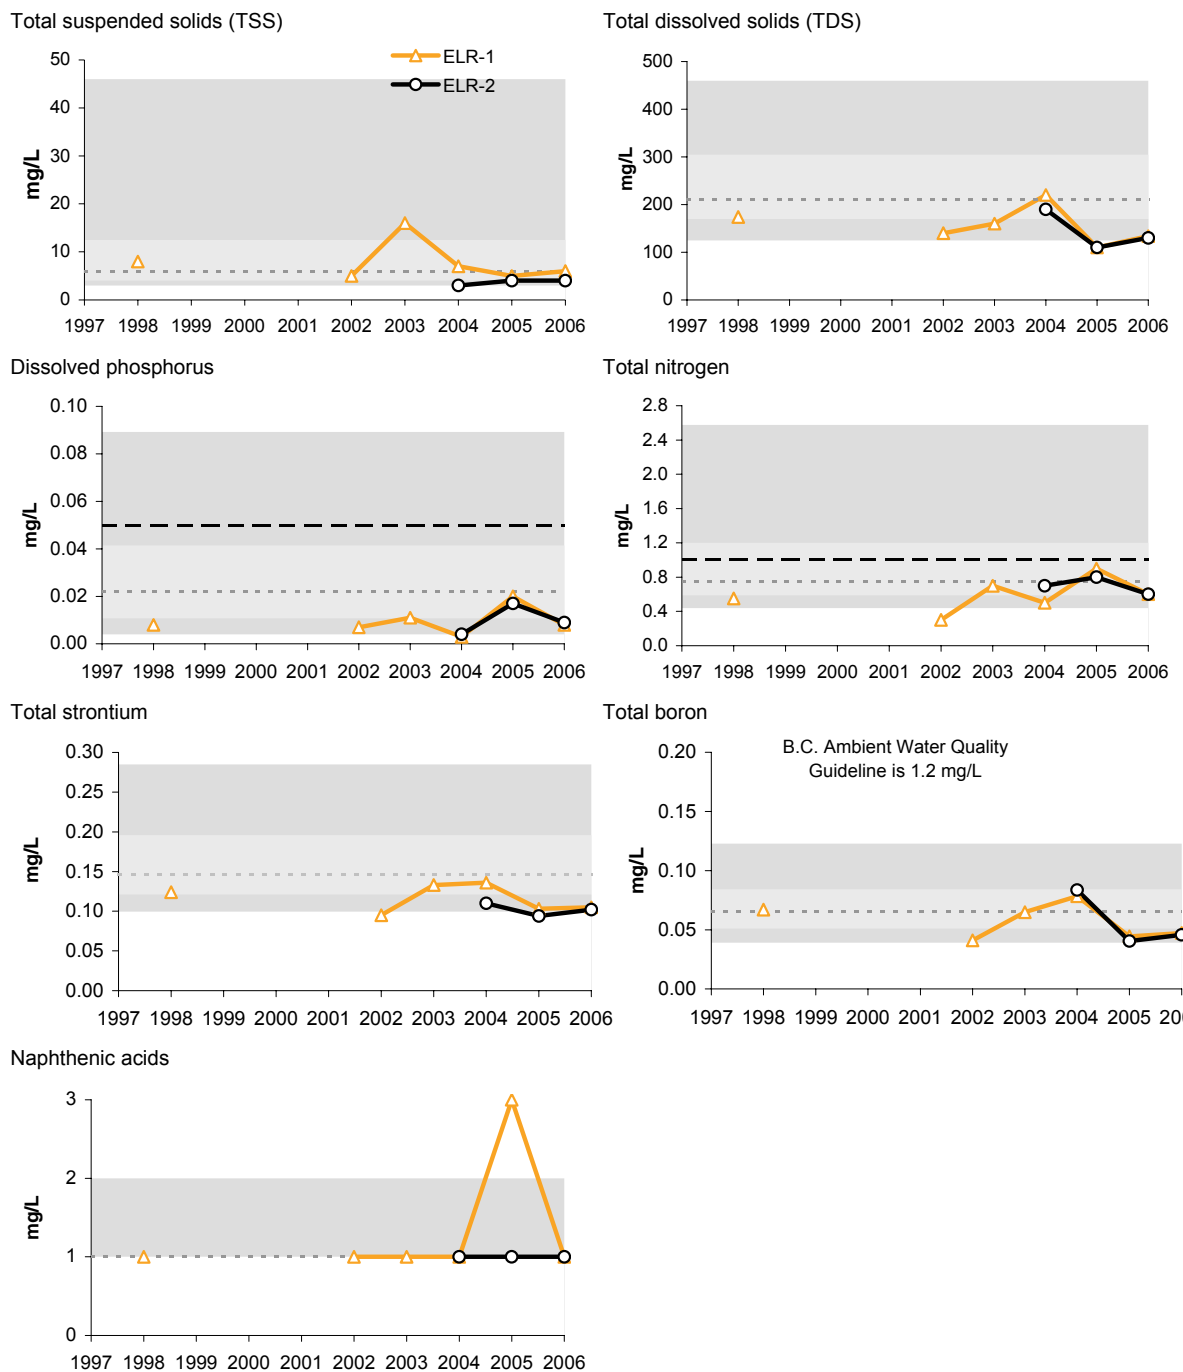 Total suspended solids (TSS)
50
40
30
20
10
0
mg/L
ELR-1
ELR-2
1997 1998 1999 2000 2001 2002 2003 2004 2005 2006
Total dissolved solids (TDS)
500
400
300
200
100
0
mg/L
1997 1998 1999 2000 2001 2002 2003 2004 2005 2006
Dissolved phosphorus
0.10
0.08
0.06
0.04
0.02
0.00
mg/L
1997 1998 1999 2000 2001 2002 2003 2004 2005 2006
Total nitrogen
2.8
2.4
2.0
1.6
1.2
0.8
0.4
0.0
mg/L
1997 1998 1999 2000 2001 2002 2003 2004 2005 2006
Total strontium
0.30
0.25
0.20
0.15
0.10
0.05
0.00
mg/L
1997 1998 1999 2000 2001 2002 2003 2004 2005 2006
Total boron
0.20
0.15
0.10
0.05
0.00
mg/L
B.C. Ambient Water Quality
Guideline is 1.2 mg/L
1997 1998 1999 2000 2001 2002 2003 2004 2005
Naphthenic acids
3
2
1
0
mg/L
1997 1998 1999 2000 2001 2002 2003 2004 2005 2006